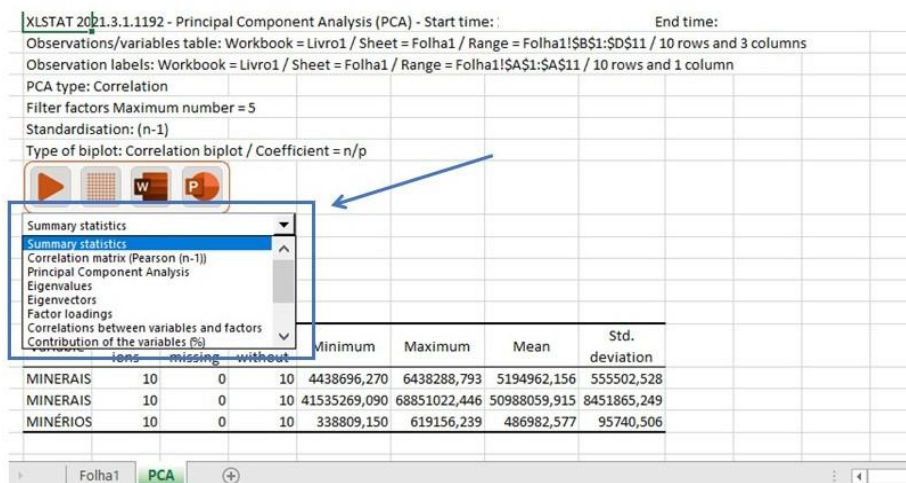 XLSTAT 2021.3.1.1192 - Principal Component Analysis (PCA) - Start time: End time:
Observations/variables table: Workbook = Livro1 / Sheet = Folha1 / Range = Folha1!$B$1:$D$11 / 10 rows and 3 columns
Observation labels: Workbook = Livro1 / Sheet = Folha1 / Range = Folha1!$A$1:$A$11 / 10 rows and 1 column
PCA type: Correlation
Filter factors Maximum number = 5
Standardisation: (n-1)
Type of biplot: Correlation biplot / Coefficient = n/p
W P
Summary statistics
Summary statistics
Correlation matrix (Pearson (n-1))
Principal Component Analysis
Eigenvalues
Eigenvectors
Factor loadings
Correlations between variables and factors
Contribution of the variables (%)
Variable ions missing without Minimum Maximum Mean Std. deviation
MINERAIS 10 0 10 4438696,270 6438288,793 5194962,156 555502,528
MINERAIS 10 0 10 41535269,090 68851022,446 50988059,915 8451865,249
MINÉRIOS 10 0 10 338809,150 619156,239 486982,577 95740,506
Folha1 PCA